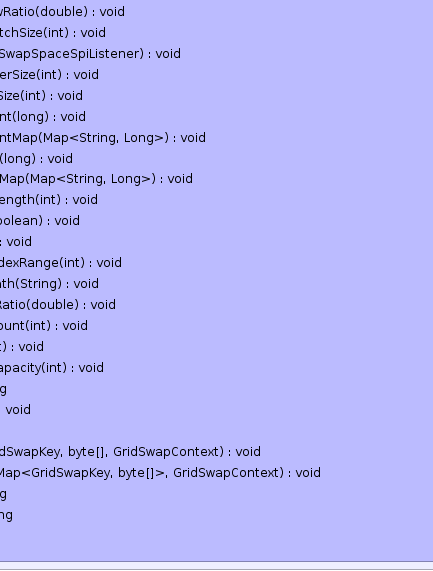 wRatio(double) : void
tchSize(int) : void
SwapSpaceSpiListener) : void
erSize(int) : void
Size(int) : void
nt(long) : void
ntMap(Map<String, Long>) : void
(long) : void
Map(Map<String, Long>) : void
ength(int) : void
oolean) : void
: void
dexRange(int) : void
ath(String) : void
Ratio(double) : void
ount(int) : void
t) : void
apacity(int) : void
g
void
dSwapKey, byte[], GridSwapContext) : void
Map<GridSwapKey, byte[]>, GridSwapContext) : void
g
ng